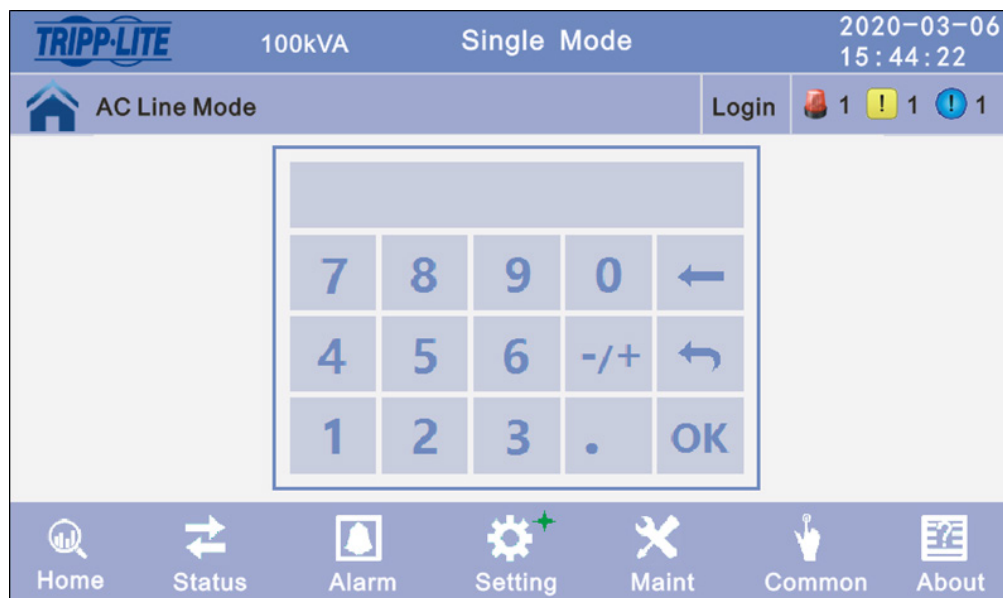 TRIPP·LITE 100kVA Single Mode 2020-03-06
15:44:22
AC Line Mode Login 1 ! 1 ! 1
7 8 9 0
4 5 6 -/+
1 2 3 . OK
Home Status Alarm Setting Maint Common About